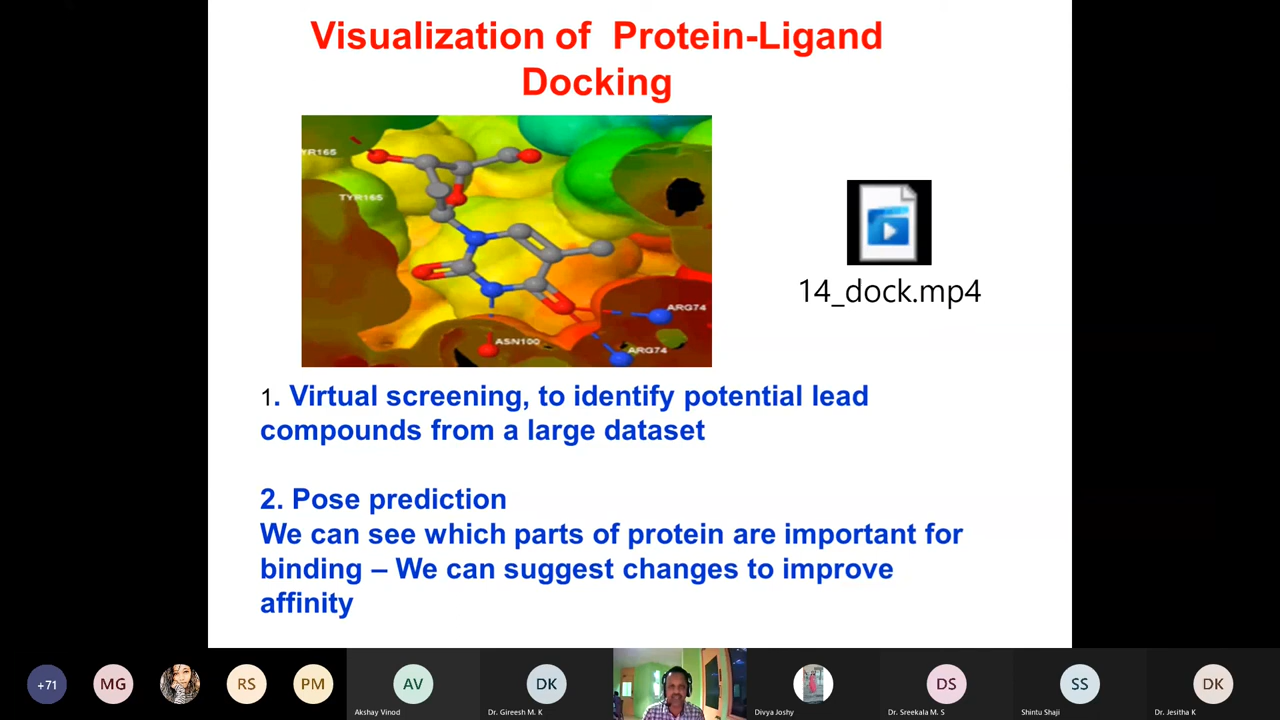 Visualization of Protein-Ligand
Docking
YR165
TYR165
ARG74
ASN100
ARG74
14_dock.mp4
1. Virtual screening, to identify potential lead
compounds from a large dataset
2. Pose prediction
We can see which parts of protein are important for
binding – We can suggest changes to improve
affinity
+71
MG
RS
PM
AV
DK
DS
SS
DK
Akshay Vinod
Dr. Gireesh M. K
Divya Joshy
Dr. Sreekala M. S
Shintu Shaji
Dr. Jesitha K